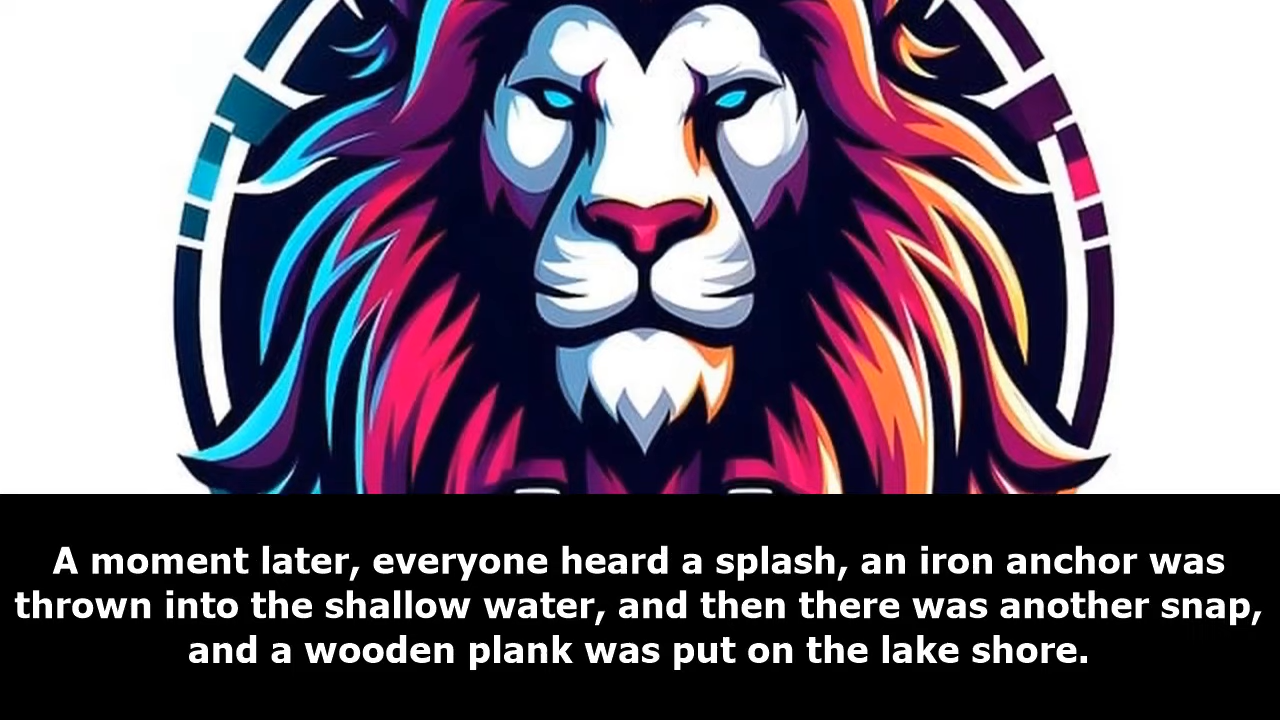 A moment later, everyone heard a splash, an iron anchor was
thrown into the shallow water, and then there was another snap,
and a wooden plank was put on the lake shore.